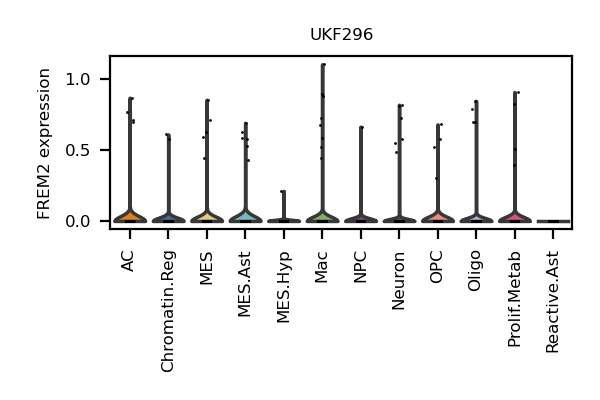 UKF296
FREM2 expression
1.0
0.5
0.0
AC
Chromatin.Reg
MES
MES.Ast
MES.Hyp
Mac
NPC
Neuron
OPC
Oligo
Prolif.Metab
Reactive.Ast